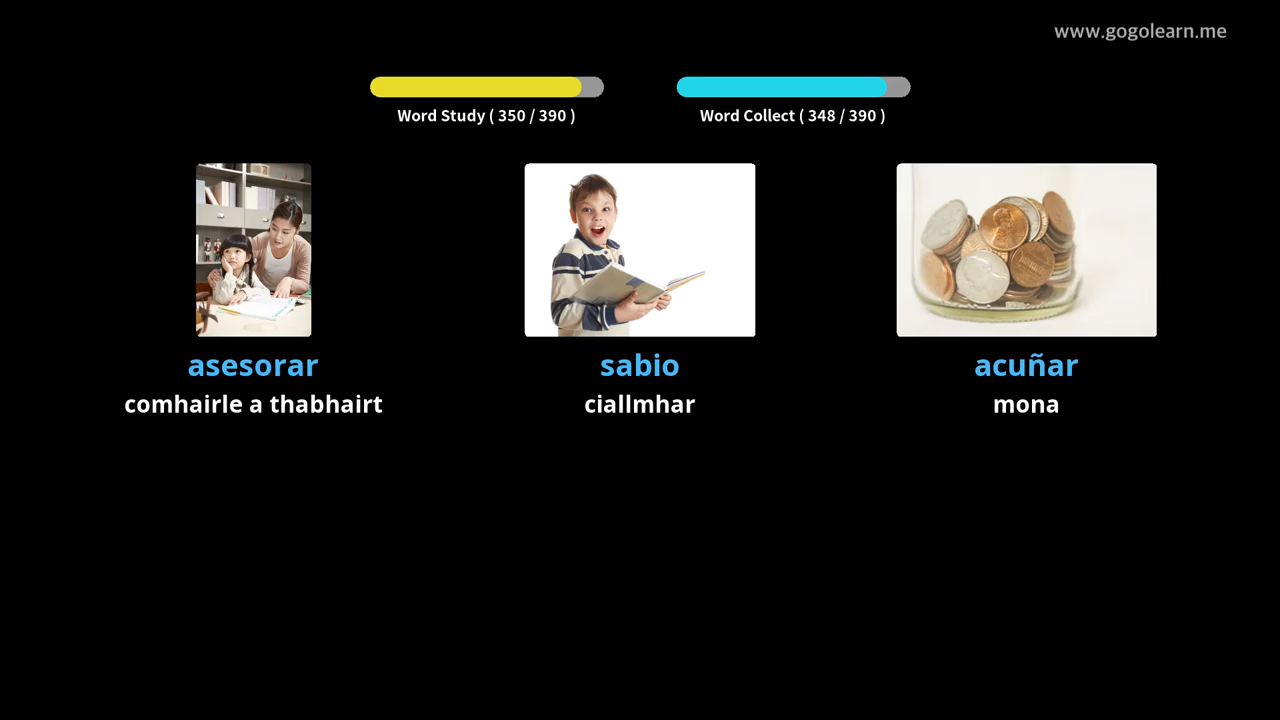 www.gogolearn.me
Word Study ( 350 / 390 )
Word Collect ( 348 / 390 )
asesorar
comhairle a thabhairt
sabio
ciallmhar
acuñar
mona